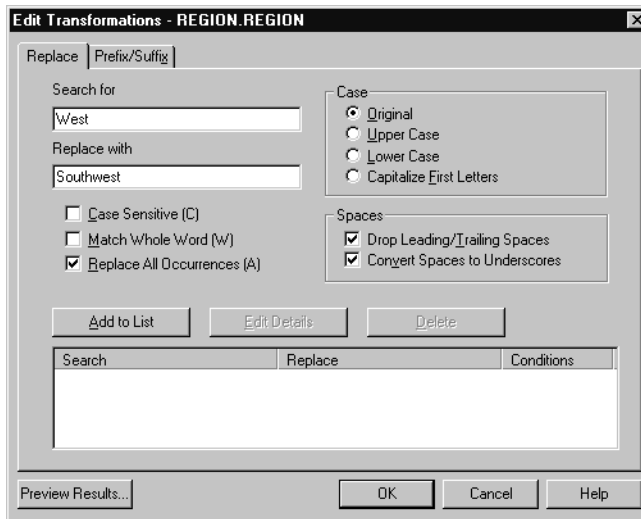 Edit Transformations - REGION.REGION
Replace
Prefix/Suffix
Search for
West
Replace with
Southwest
Case Sensitive (C)
Match Whole Word (W)
Replace All Occurrences (A)
Case
Original
Upper Case
Lower Case
Capitalize First Letters
Spaces
Drop Leading/Trailing Spaces
Convert Spaces to Underscores
Add to List
Edit Details
Delete
Search
Replace
Conditions
Preview Results...
OK
Cancel
Help